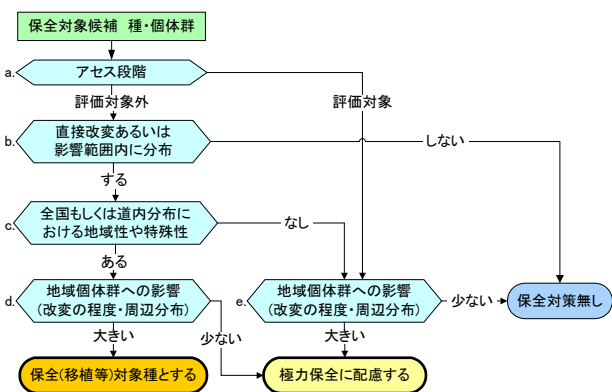 保全対象候補 種・個体群
a.
アセス段階
評価対象外
評価対象
b.
直接改変あるいは
影響範囲内に分布
しない
する
c.
全国もしくは道内分布に
おける地域性や特殊性
なし
ある
d.
地域個体群への影響
(改変の程度・周辺分布)
e.
地域個体群への影響
(改変の程度・周辺分布)
少ない
保全対策無し
大きい
少ない
大きい
保全(移植等)対象種とする
極力保全に配慮する